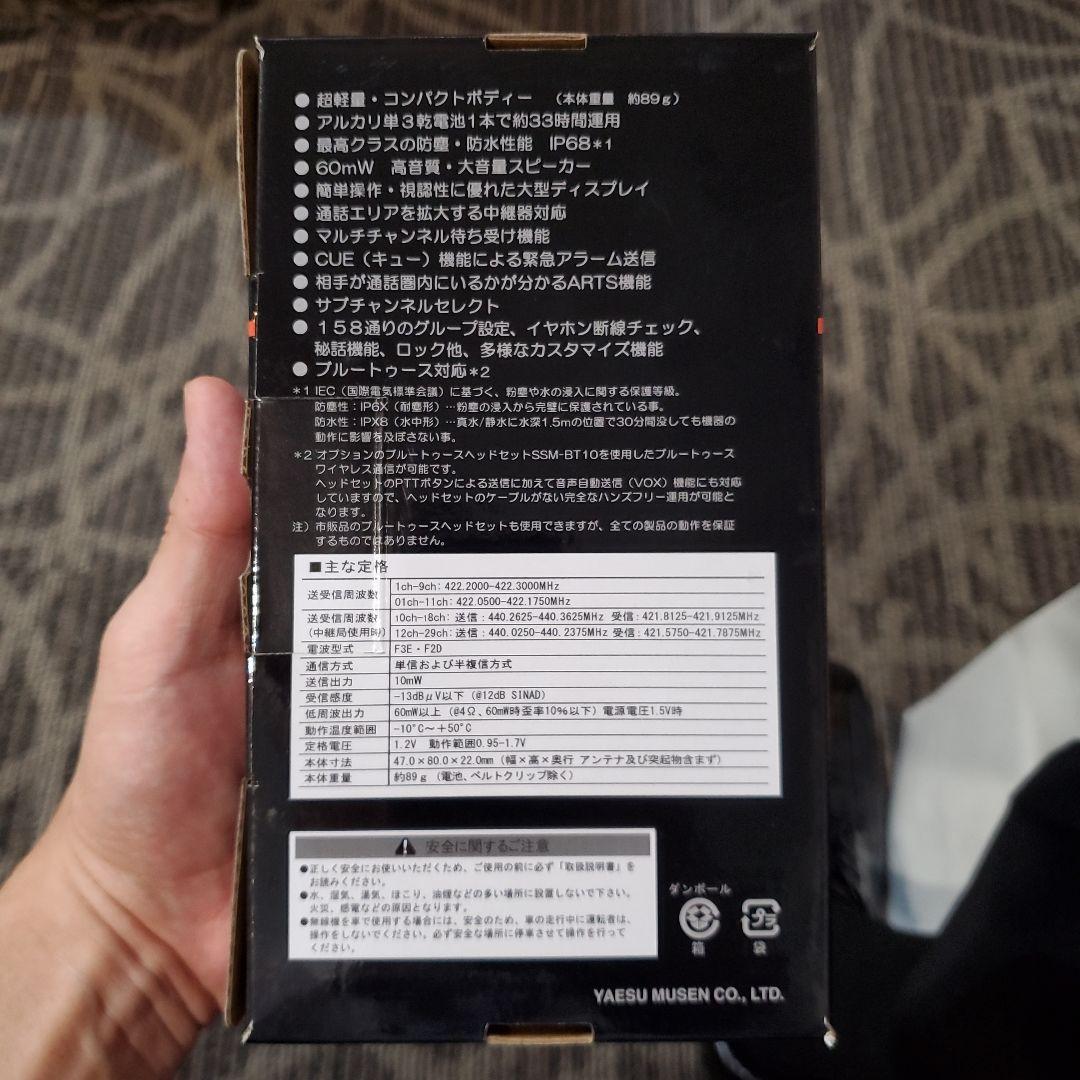 ● 超軽量・コンパクトボディー （本体重量 約89g）
● アルカリ単3乾電池1本で約33時間運用
● 最高クラスの防塵・防水性能 IP68*1
● 60mW 高音質・大音量スピーカー
● 簡単操作・視認性に優れた大型ディスプレイ
● 通話エリアを拡大する中継器対応
● マルチチャンネル待ち受け機能
● CUE（キュー）機能による緊急アラーム送信
● 相手が通話圏内にいるかが分かるARTS機能
● サブチャンネルセレクト
● 158通りのグループ設定、イヤホン断線チェック、
秘話機能、ロック他、多様なカスタマイズ機能
● ブルートゥース対応*2
*1 IEC（国際電気標準会議）に基づく、粉塵や水の浸入に関する保護等級。
防塵性：IP6X（耐塵形）…粉塵の浸入から完璧に保護されている事。
防水性：IPX8（水中形）…真水/静水に水深1.5mの位置で30分間没しても機器の
動作に影響を及ぼさない事。
*2 オプションのブルートゥースヘッドセットSSM-BT10を使用したブルートゥース
ワイヤレス通信が可能です。
ヘッドセットのPTTボタンによる送信に加えて音声自動送信（VOX）機能にも対応
していますので、ヘッドセットのケーブルがない完全なハンズフリー運用が可能と
なります。
注）市販品のブルートゥースヘッドセットも使用できますが、全ての製品の動作を保証
するものではありません。
■主な定格
送受信周波数 1ch-9ch: 422.2000-422.3000MHz
01ch-11ch: 422.0500-422.1750MHz
送受信周波数 10ch-18ch: 送信：440.2625-440.3625MHz 受信：421.8125-421.9125MHz
（中継局使用時） 12ch-29ch: 送信：440.0250-440.2375MHz 受信：421.5750-421.7875MHz
電波型式 F3E・F2D
通信方式 単信および半複信方式
送信出力 10mW
受信感度 -13dBμV以下（@12dB SINAD）
低周波出力 60mW以上（@4Ω、60mW時歪率10%以下）電源電圧1.5V時
動作温度範囲 -10°C～+50°C
定格電圧 1.2V 動作範囲0.95-1.7V
本体寸法 47.0×80.0×22.0mm（幅×高×奥行 アンテナ及び突起物含まず）
本体重量 約89g（電池、ベルトクリップ除く）
安全に関するご注意
●正しく安全にお使いいただくため、ご使用の前に必ず「取扱説明書」を
お読みください。
●水、湿気、湯気、ほこり、油煙などの多い場所に設置しないで下さい。
火災、感電などの原因となります。
●無線機を車で使用する場合には、安全のため、車の走行中に運転者は、
操作をしないでください。必ず安全な場所に停車させて操作を行って
ください。
ダンボール
プラ
箱 袋
YAESU MUSEN CO., LTD.